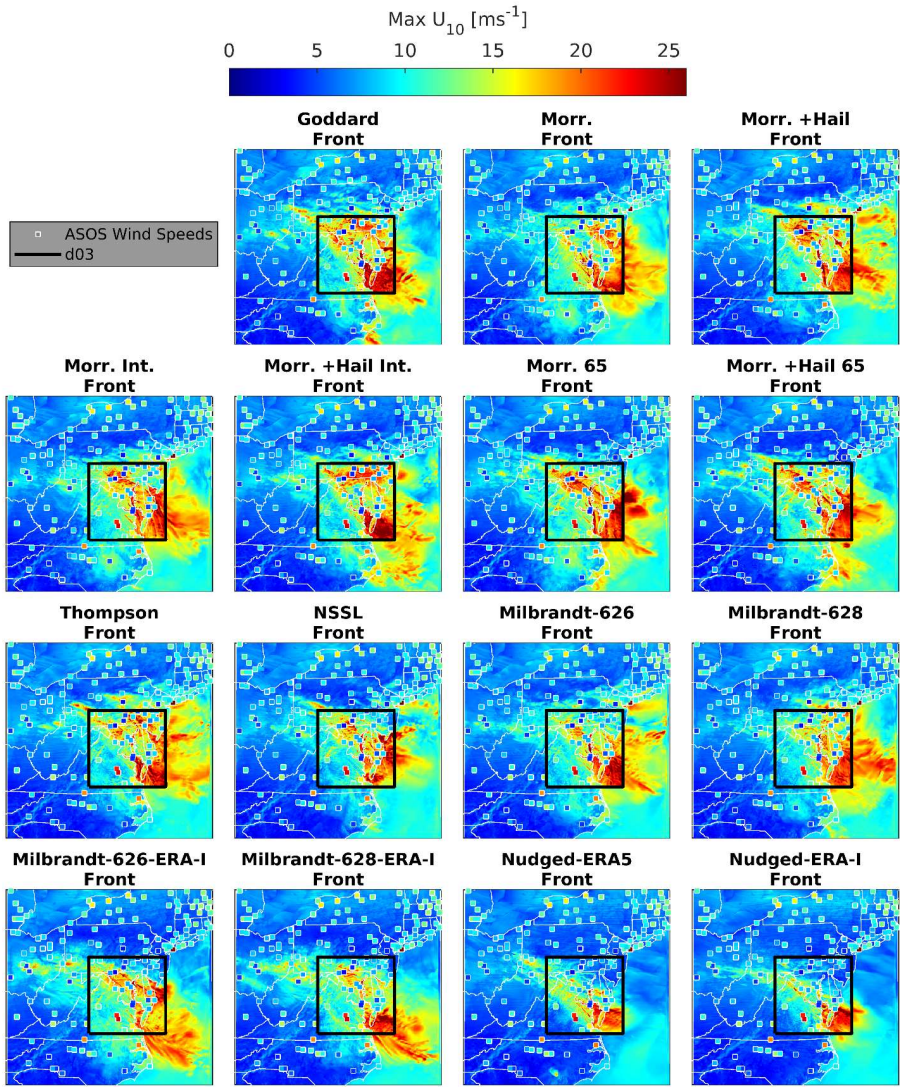 Max U10 [ms-1]
0 5 10 15 20 25
Goddard Morr. Morr. +Hail
Front Front Front
ASOS Wind Speeds
d03
Morr. Int. Morr. +Hail Int. Morr. 65 Morr. +Hail 65
Front Front Front Front
Thompson NSSL Milbrandt-626 Milbrandt-628
Front Front Front Front
Milbrandt-626-ERA-I Milbrandt-628-ERA-I Nudged-ERA5 Nudged-ERA-I
Front Front Front Front